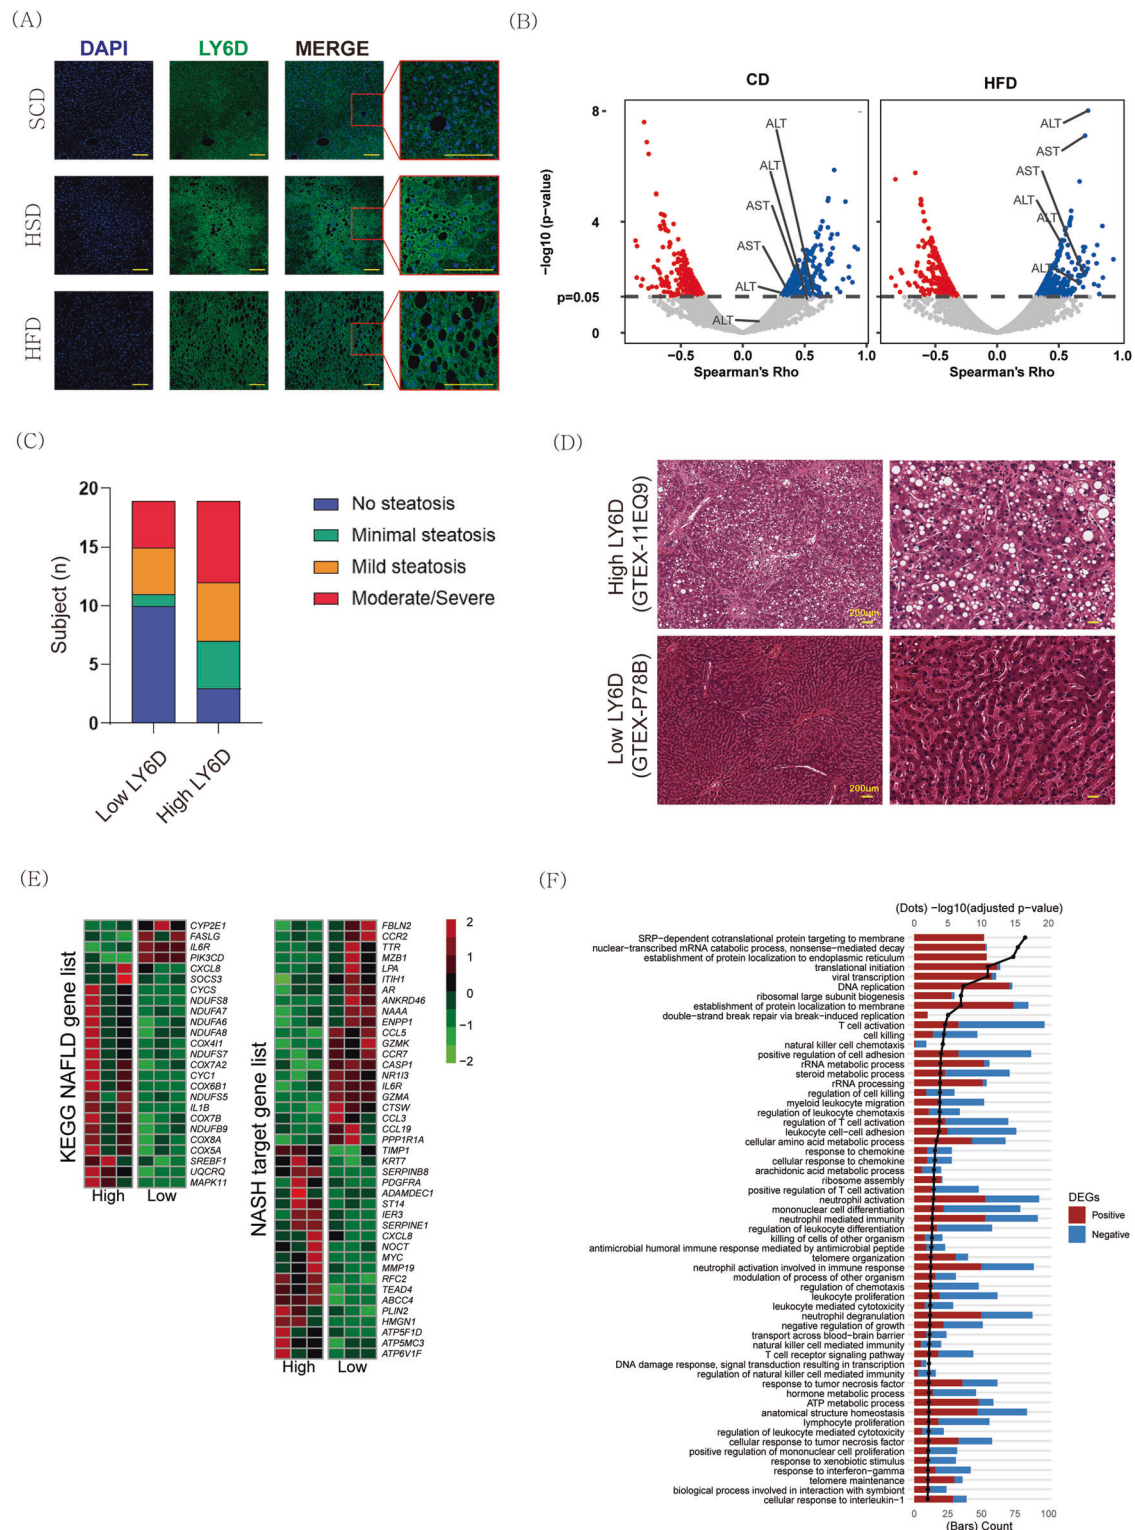 (A)
DAPI
LY6D
MERGE
SCD
HSD
HFD
(B)
CD
HFD
8
4
p=0.05
0
−log10 (p−value)
ALT
ALT
AST
AST
ALT
ALT
−0.5
0.0
0.5
1.0
Spearman's Rho
ALT
AST
AST
ALT
ALT
ALT
−0.5
0.0
0.5
1.0
Spearman's Rho
(C)
20
15
10
5
0
Subject (n)
Low LY6D
High LY6D
No steatosis
Minimal steatosis
Mild steatosis
Moderate/Severe
(D)
High LY6D
(GTEX-11EQ9)
200μm
Low LY6D
(GTEX-P78B)
200μm
(E)
KEGG NAFLD gene list
CYP2E1
FASLG
IL6R
PIK3CD
CXCL8
SOCS3
CYCS
NDUFS8
NDUFA7
NDUFA6
NDUFA8
COX4I1
NDUFS7
COX7A2
CYC1
COX6B1
NDUFS5
IL1B
COX7B
NDUFB9
COX8A
COX5A
SREBF1
UQCRQ
MAPK11
High
Low
NASH target gene list
FBLN2
CCR2
TTR
MZB1
LPA
ITIH1
AR
ANKRD46
NAAA
ENPP1
CCL5
GZMK
CCR7
CASP1
NR1I3
IL6R
GZMA
CTSW
CCL3
CCL19
PPP1R1A
TIMP1
KRT7
SERPINB8
PDGFRA
ADAMDEC1
ST14
IER3
SERPINE1
CXCL8
NOCT
MYC
MMP19
RFC2
TEAD4
ABCC4
PLIN2
HMGN1
ATP5F1D
ATP5MC3
ATP6V1F
High
Low
2
1
0
−1
−2
(F)
(Dots) −log10(adjusted p−value)
0
5
10
15
20
SRP−dependent cotranslational protein targeting to membrane
nuclear−transcribed mRNA catabolic process, nonsense−mediated decay
establishment of protein localization to endoplasmic reticulum
translational initiation
viral transcription
DNA replication
ribosomal large subunit biogenesis
establishment of protein localization to membrane
double−strand break repair via break−induced replication
T cell activation
cell killing
natural killer cell chemotaxis
positive regulation of cell adhesion
rRNA metabolic process
steroid metabolic process
rRNA processing
regulation of cell killing
myeloid leukocyte migration
regulation of leukocyte chemotaxis
regulation of T cell activation
leukocyte cell−cell adhesion
cellular amino acid metabolic process
response to chemokine
cellular response to chemokine
arachidonic acid metabolic process
ribosome assembly
positive regulation of T cell activation
neutrophil activation
mononuclear cell differentiation
neutrophil mediated immunity
regulation of leukocyte differentiation
killing of cells of other organism
antimicrobial humoral immune response mediated by antimicrobial peptide
telomere organization
neutrophil activation involved in immune response
modulation of process of other organism
regulation of chemotaxis
leukocyte proliferation
leukocyte mediated cytotoxicity
neutrophil degranulation
negative regulation of growth
transport across blood−brain barrier
natural killer cell mediated immunity
T cell receptor signaling pathway
DNA damage response, signal transduction resulting in transcription
regulation of natural killer cell mediated immunity
response to tumor necrosis factor
hormone metabolic process
ATP metabolic process
anatomical structure homeostasis
lymphocyte proliferation
regulation of leukocyte mediated cytotoxicity
cellular response to tumor necrosis factor
positive regulation of mononuclear cell proliferation
response to xenobiotic stimulus
response to interferon−gamma
telomere maintenance
biological process involved in interaction with symbiont
cellular response to interleukin−1
0
25
50
75
100
(Bars) Count
DEGs
Positive
Negative